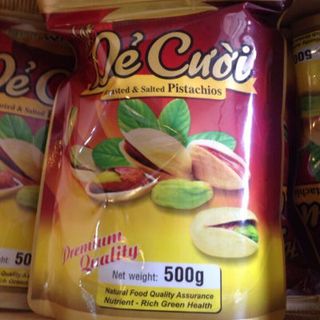 Dẻ Cười
Roasted & Salted Pistachios
Premium
Quality
Net weight: 500g
Natural Food Quality Assurance
Nutrient - Rich Green Health